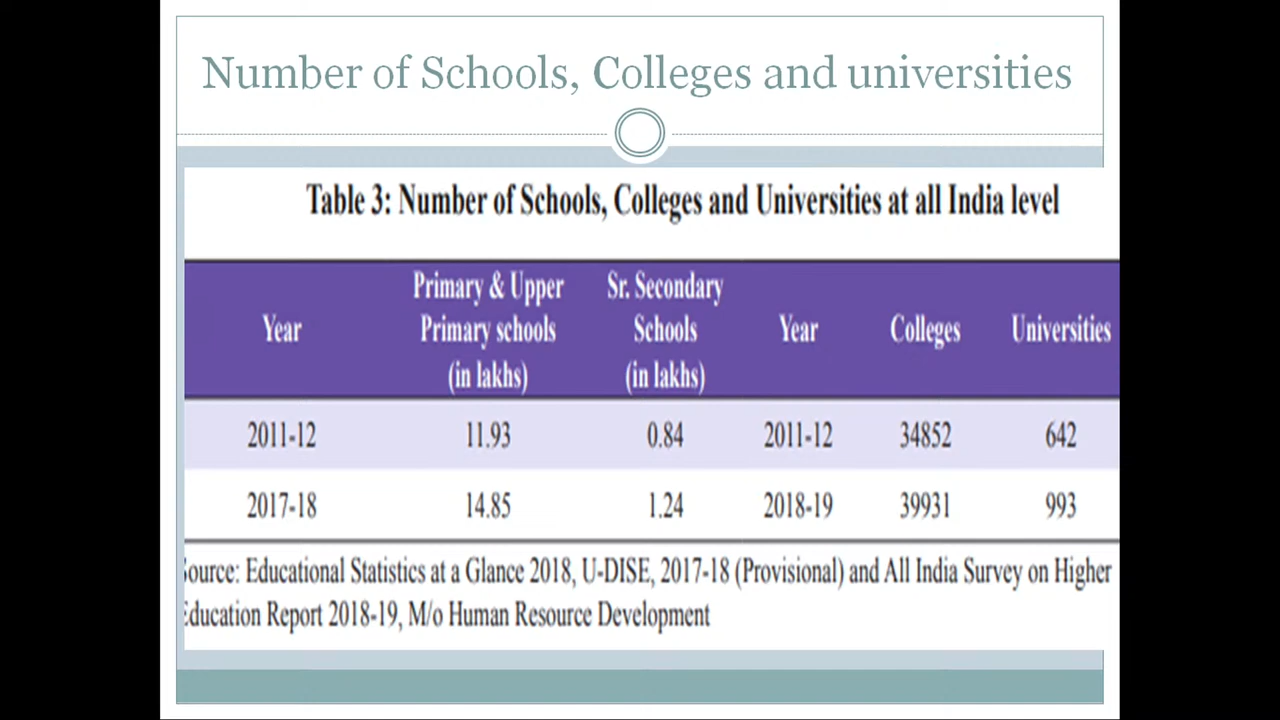 Number of Schools, Colleges and universities
Table 3: Number of Schools, Colleges and Universities at all India level
Year Primary & Upper Primary schools (in lakhs) Sr. Secondary Schools (in lakhs) Year Colleges Universities
2011-12 11.93 0.84 2011-12 34852 642
2017-18 14.85 1.24 2018-19 39931 993
Source: Educational Statistics at a Glance 2018, U-DISE, 2017-18 (Provisional) and All India Survey on Higher
Education Report 2018-19, M/o Human Resource Development